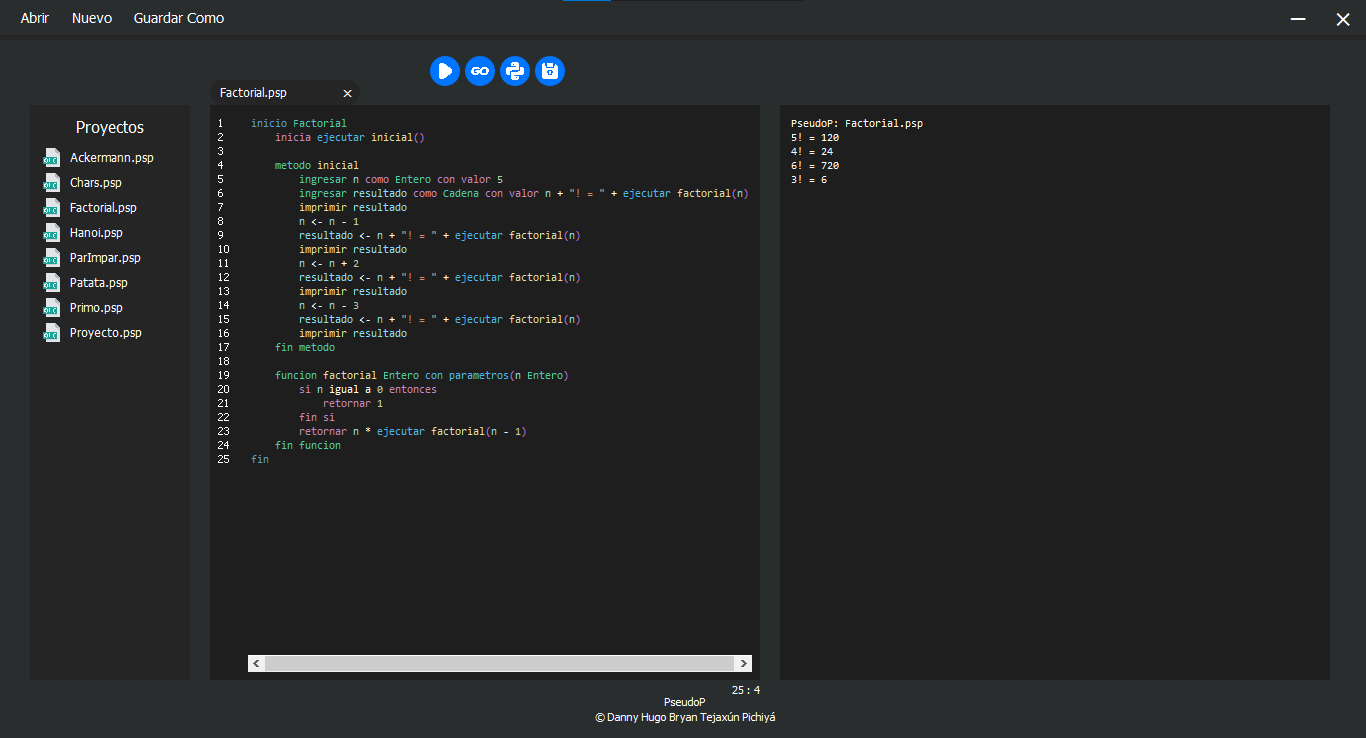 Abrir Nuevo Guardar Como
GO
Factorial.psp
Proyectos
Ackermann.psp
Chars.psp
Factorial.psp
Hanoi.psp
ParImpar.psp
Patata.psp
Primo.psp
Proyecto.psp
1 inicio Factorial
2 inicia ejecutar inicial()
3
4 metodo inicial
5 ingresar n como Entero con valor 5
6 ingresar resultado como Cadena con valor n + "! = " + ejecutar factorial(n)
7 imprimir resultado
8 n <- n - 1
9 resultado <- n + "! = " + ejecutar factorial(n)
10 imprimir resultado
11 n <- n + 2
12 resultado <- n + "! = " + ejecutar factorial(n)
13 imprimir resultado
14 n <- n - 3
15 resultado <- n + "! = " + ejecutar factorial(n)
16 imprimir resultado
17 fin metodo
18
19 funcion factorial Entero con parametros(n Entero)
20 si n igual a 0 entonces
21 retornar 1
22 fin si
23 retornar n * ejecutar factorial(n - 1)
24 fin funcion
25 fin
PseudoP: Factorial.psp
5! = 120
4! = 24
6! = 720
3! = 6
25 : 4
PseudoP
© Danny Hugo Bryan Tejaxún Pichiyá